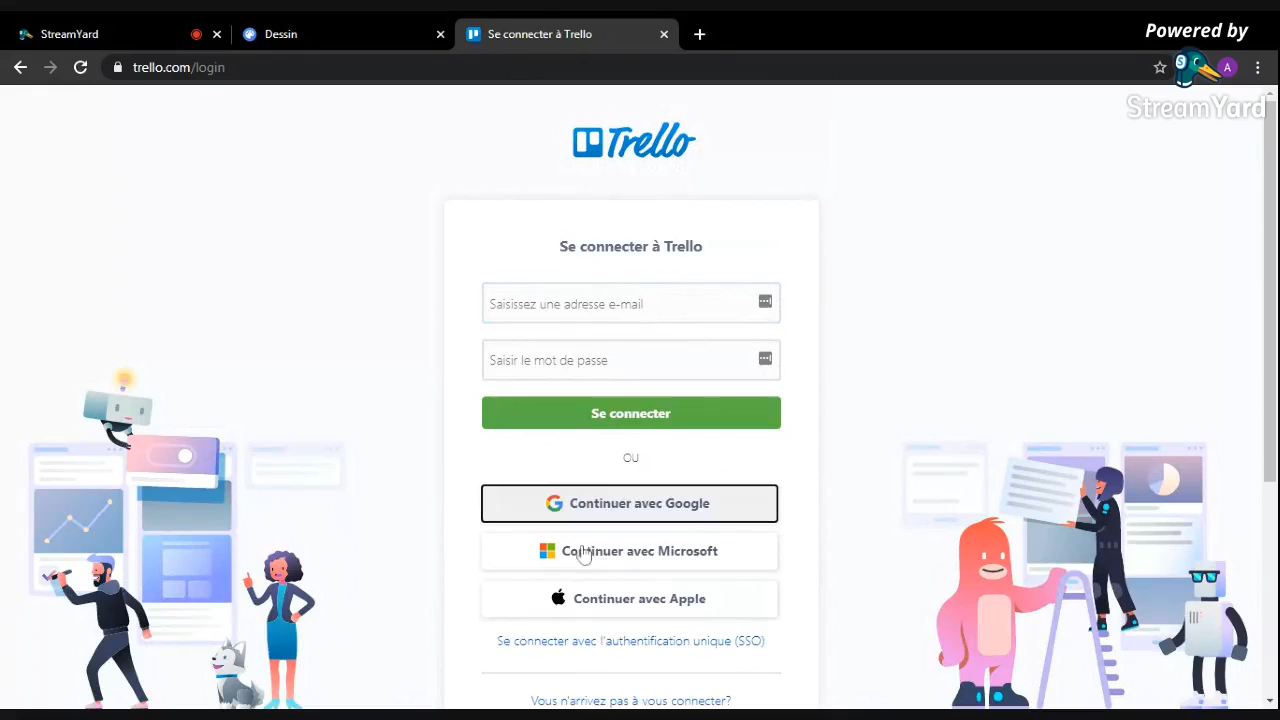 StreamYard
Dessin
Se connecter à Trello
Powered by
trello.com/login
A
S
StreamYard
Trello
Se connecter à Trello
Saisissez une adresse e-mail
Saisir le mot de passe
Se connecter
OU
Continuer avec Google
Continuer avec Microsoft
Continuer avec Apple
Se connecter avec l'authentification unique (SSO)
Vous n'arrivez pas à vous connecter?